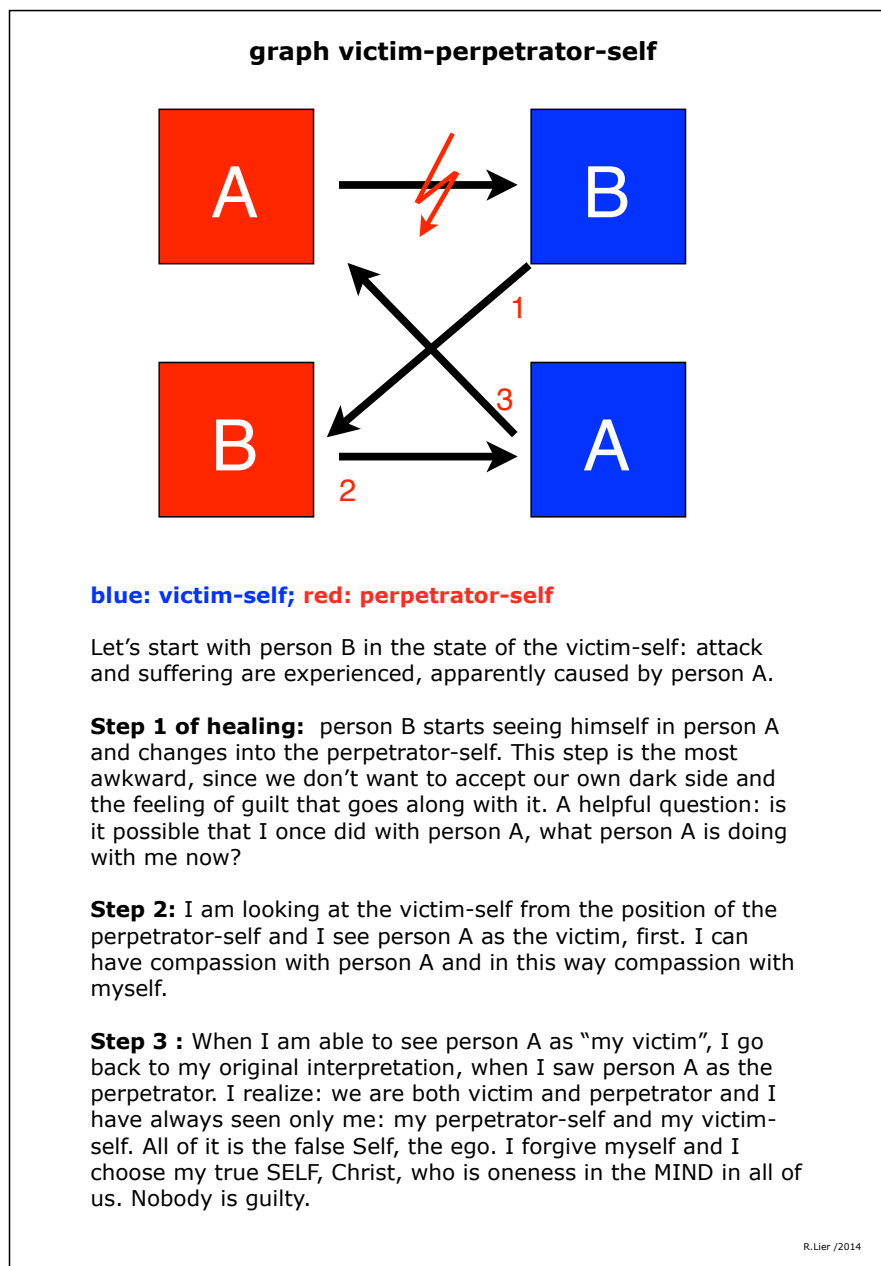 graph victim-perpetrator-self
A
B
1
3
B
A
2
blue: victim-self; red: perpetrator-self
Let's start with person B in the state of the victim-self: attack
and suffering are experienced, apparently caused by person A.
Step 1 of healing:  person B starts seeing himself in person A
and changes into the perpetrator-self. This step is the most
awkward, since we don't want to accept our own dark side and
the feeling of guilt that goes along with it. A helpful question: is
it possible that I once did with person A, what person A is doing
with me now?
Step 2: I am looking at the victim-self from the position of the
perpetrator-self and I see person A as the victim, first. I can
have compassion with person A and in this way compassion with
myself.
Step 3 : When I am able to see person A as “my victim”, I go
back to my original interpretation, when I saw person A as the
perpetrator. I realize: we are both victim and perpetrator and I
have always seen only me: my perpetrator-self and my victim-
self. All of it is the false Self, the ego. I forgive myself and I
choose my true SELF, Christ, who is oneness in the MIND in all of
us. Nobody is guilty.
R.Lier /2014